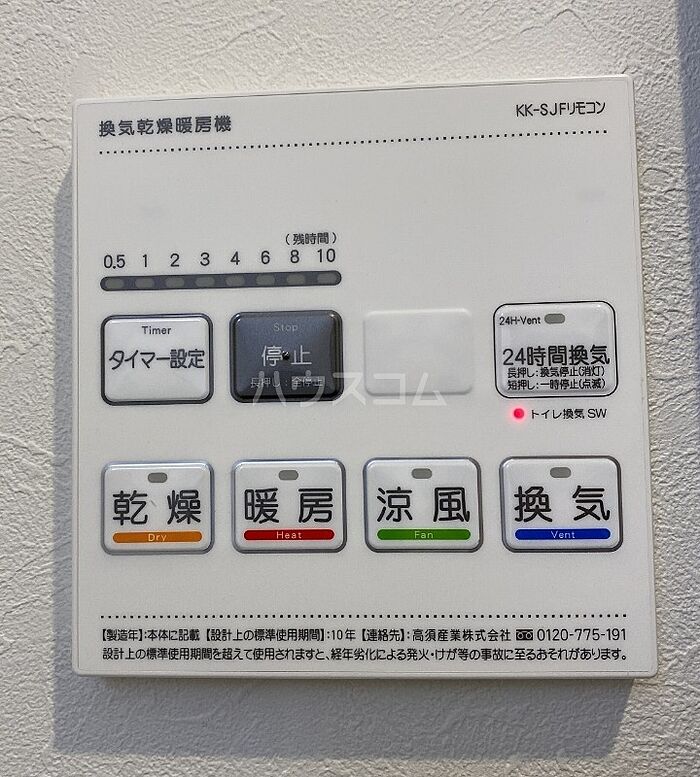 換気乾燥暖房機
KK-SJFリモコン
(残時間)
0.5 1 2 3 4 6 8 10
Timer
タイマー設定
Stop
停止
長押し:全停止
24H-Vent
24時間換気
長押し:換気停止(消灯)
短押し:一時停止(点滅)
トイレ換気 SW
ハウスコム
乾燥
Dry
暖房
Heat
涼風
Fan
換気
Vent
【製造年】:本体に記載【設計上の標準使用期間】:10年【連絡先】:高須産業株式会社 0120-775-191
設計上の標準使用期間を超えて使用されますと、経年劣化による発火・けが等の事故に至るおそれがあります。